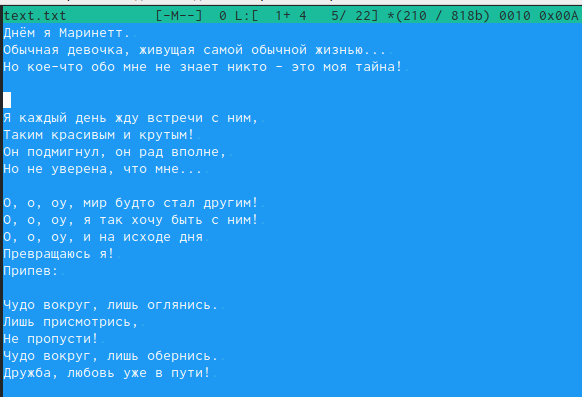 text.txt [-M--] 0 L:[ 1+ 4 5/ 22] *(210 / 818b) 0010 0x00A
Днём я Маринетт.
Обычная девочка, живущая самой обычной жизнью...
Но кое-что обо мне не знает никто - это моя тайна!
Я каждый день жду встречи с ним,
Таким красивым и крутым!
Он подмигнул, он рад вполне,
Но не уверена, что мне...
О, о, оу, мир будто стал другим!
О, о, оу, я так хочу быть с ним!
О, о, оу, и на исходе дня
Превращаюсь я!
Припев:
Чудо вокруг, лишь оглянись.
Лишь присмотрись,
Не пропусти!
Чудо вокруг, лишь обернись.
Дружба, любовь уже в пути!